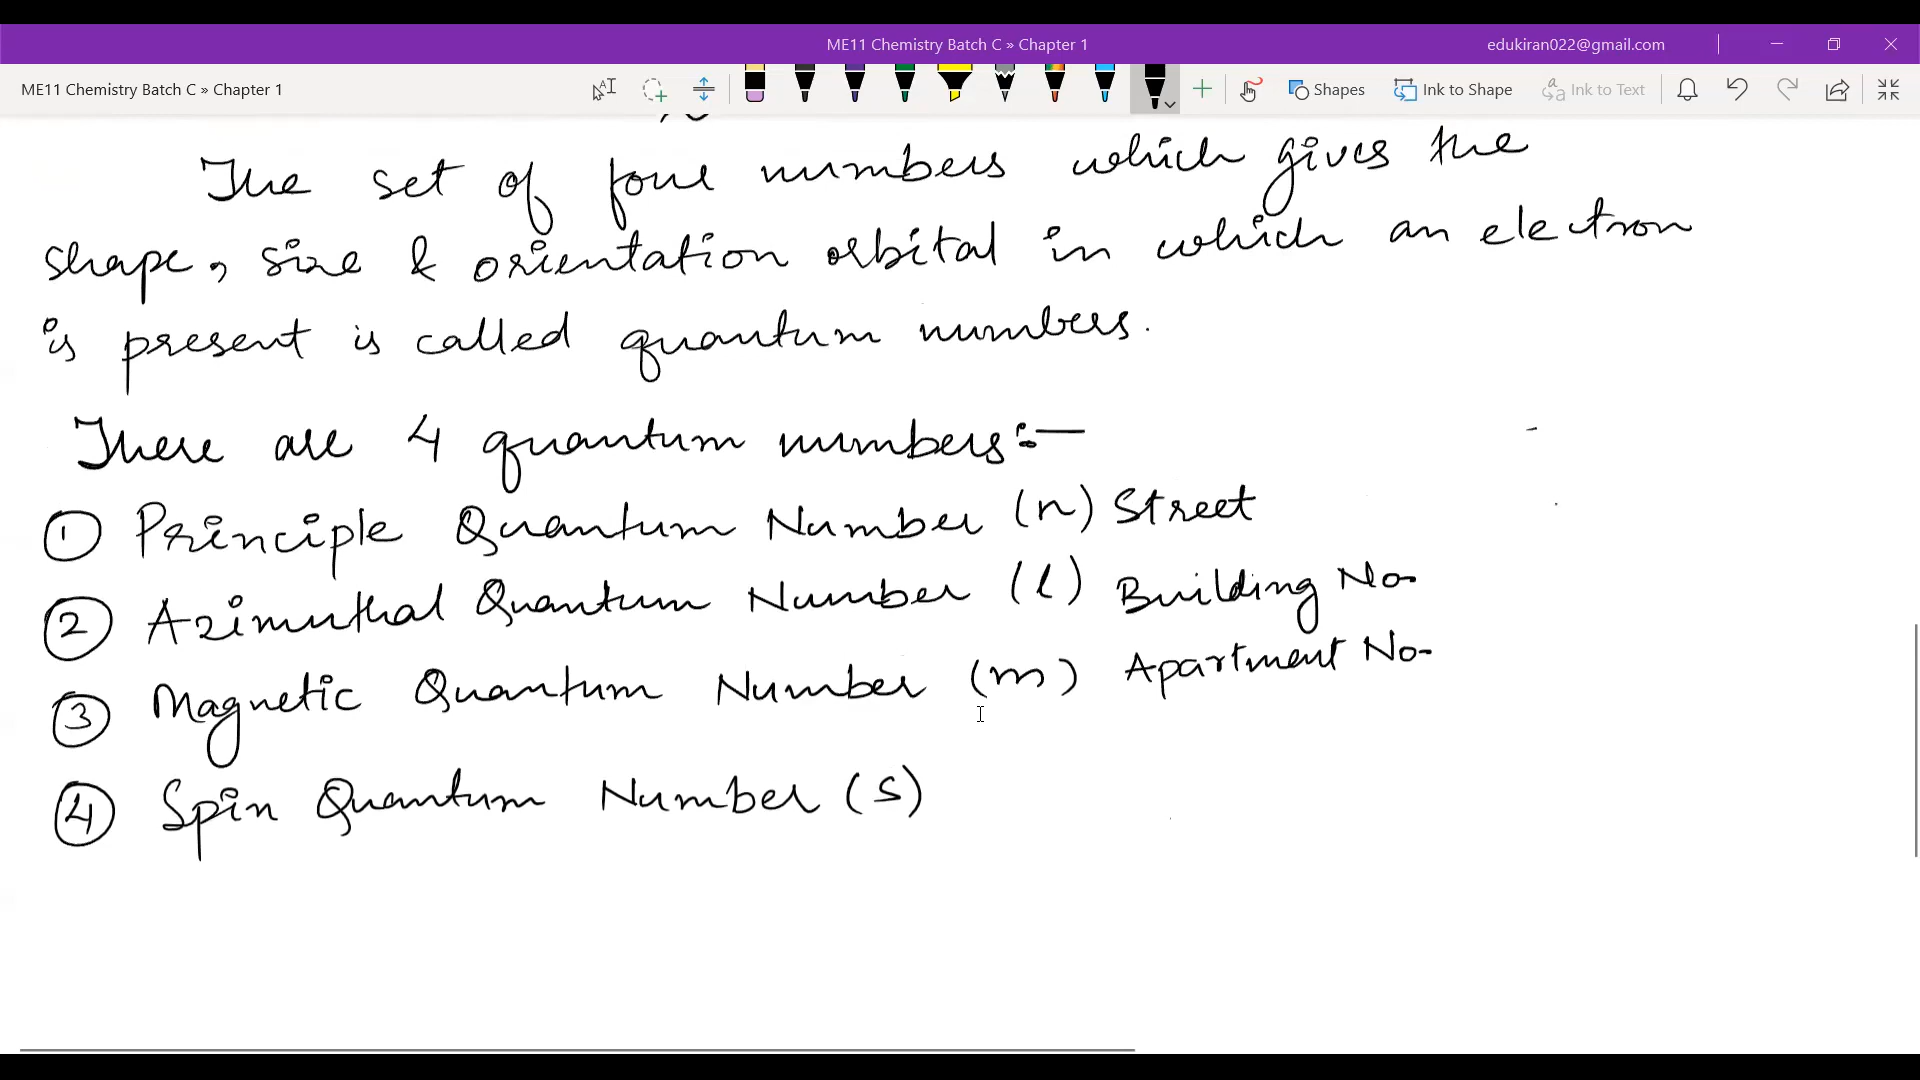 ME11 Chemistry Batch C » Chapter 1
edukiran022@gmail.com
ME11 Chemistry Batch C » Chapter 1
Shapes
Ink to Shape
Ink to Text
The set of four numbers which gives the
shape, size & orientation orbital in which an electron
is present is called quantum numbers.
There are 4 quantum numbers:-
① Principle Quantum Number (n) Street
② Azimuthal Quantum Number (l) Building No-
③ Magnetic Quantum Number (m) Apartment No-
④ Spin Quantum Number (s)